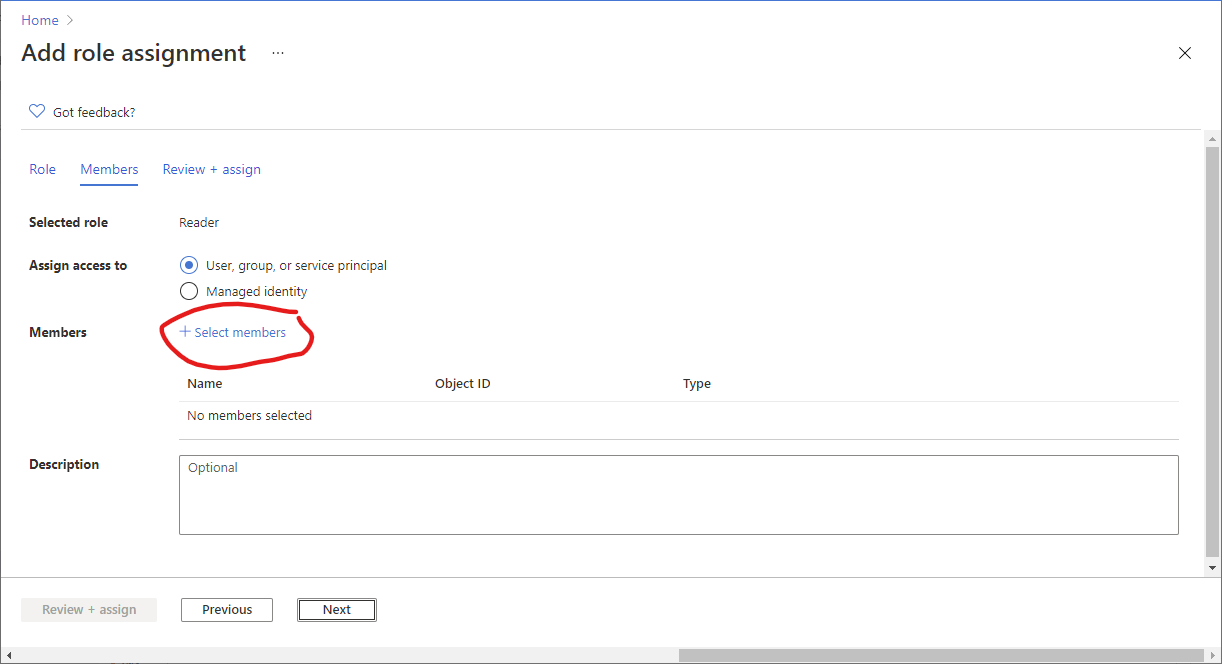 Home
Add role assignment ...
Got feedback?
Role Members Review + assign
Selected role Reader
Assign access to User, group, or service principal
Managed identity
Members + Select members
Name Object ID Type
No members selected
Description Optional
Review + assign Previous Next